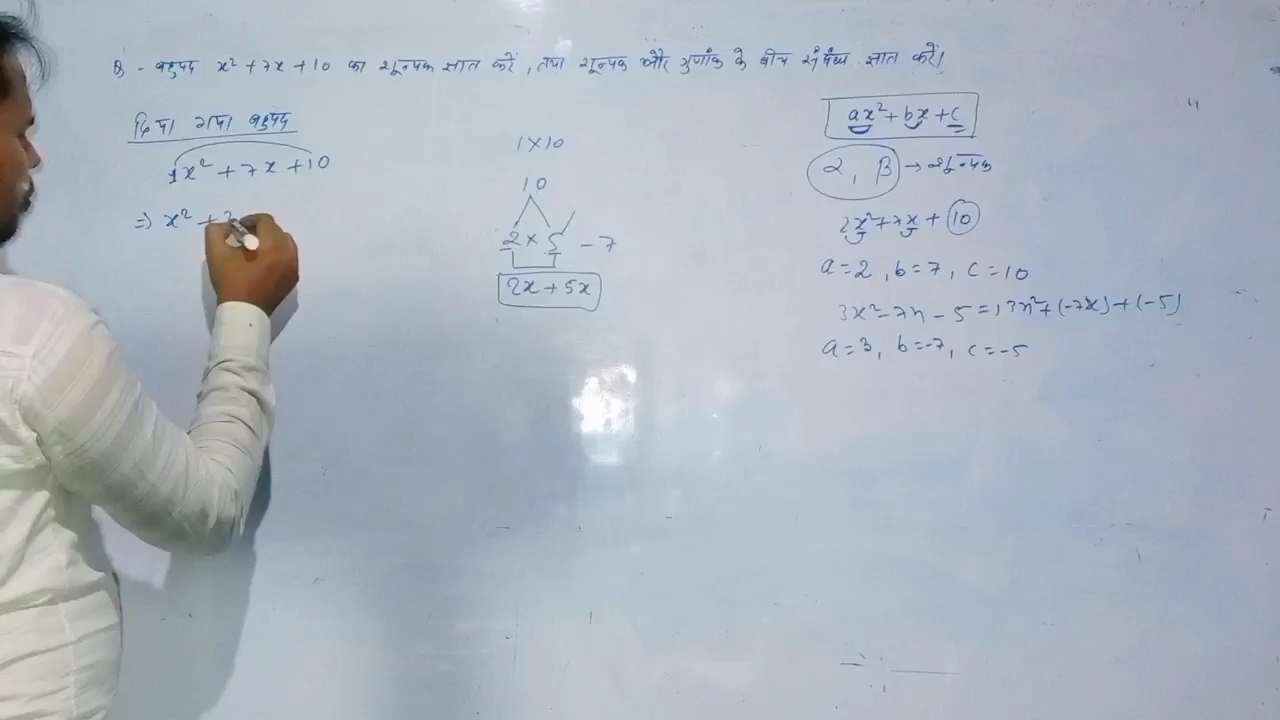 B - बहुपद x² + 7x + 10 का शून्यक ज्ञात करें, तथा शून्यक और गुणांक के बीच संबंध ज्ञात करें।
दिया गया बहुपद
1x² + 7x + 10
⇒ x² + 2
1 × 10
10
2 × 5 - 7
2x + 5x
ax² + bx + c
α, β → शून्यक
2x² + 7x + 10
a = 2, b = 7, c = 10
3x² - 7x - 5 = 3x² + (-7x) + (-5)
a = 3, b = -7, c = -5